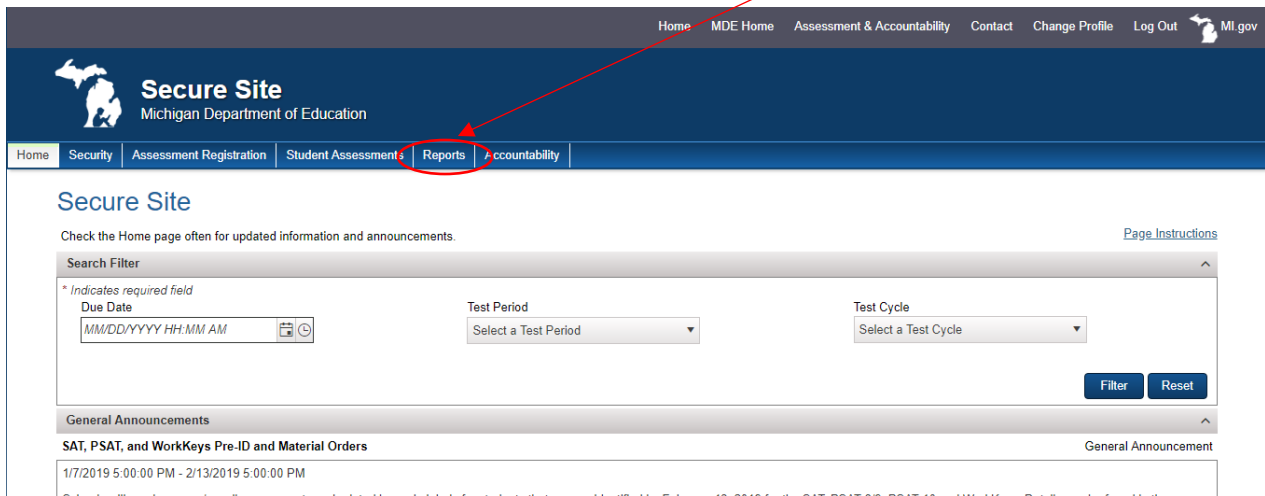 Home MDE Home Assessment & Accountability Contact Change Profile Log Out MI.gov
Secure Site
Michigan Department of Education
Home Security Assessment Registration Student Assessments Reports Accountability
Secure Site
Check the Home page often for updated information and announcements. Page Instructions
Search Filter
* Indicates required field
Due Date Test Period Test Cycle
MM/DD/YYYY HH:MM AM Select a Test Period Select a Test Cycle
Filter Reset
General Announcements
SAT, PSAT, and WorkKeys Pre-ID and Material Orders General Announcement
1/7/2019 5:00:00 PM - 2/13/2019 5:00:00 PM